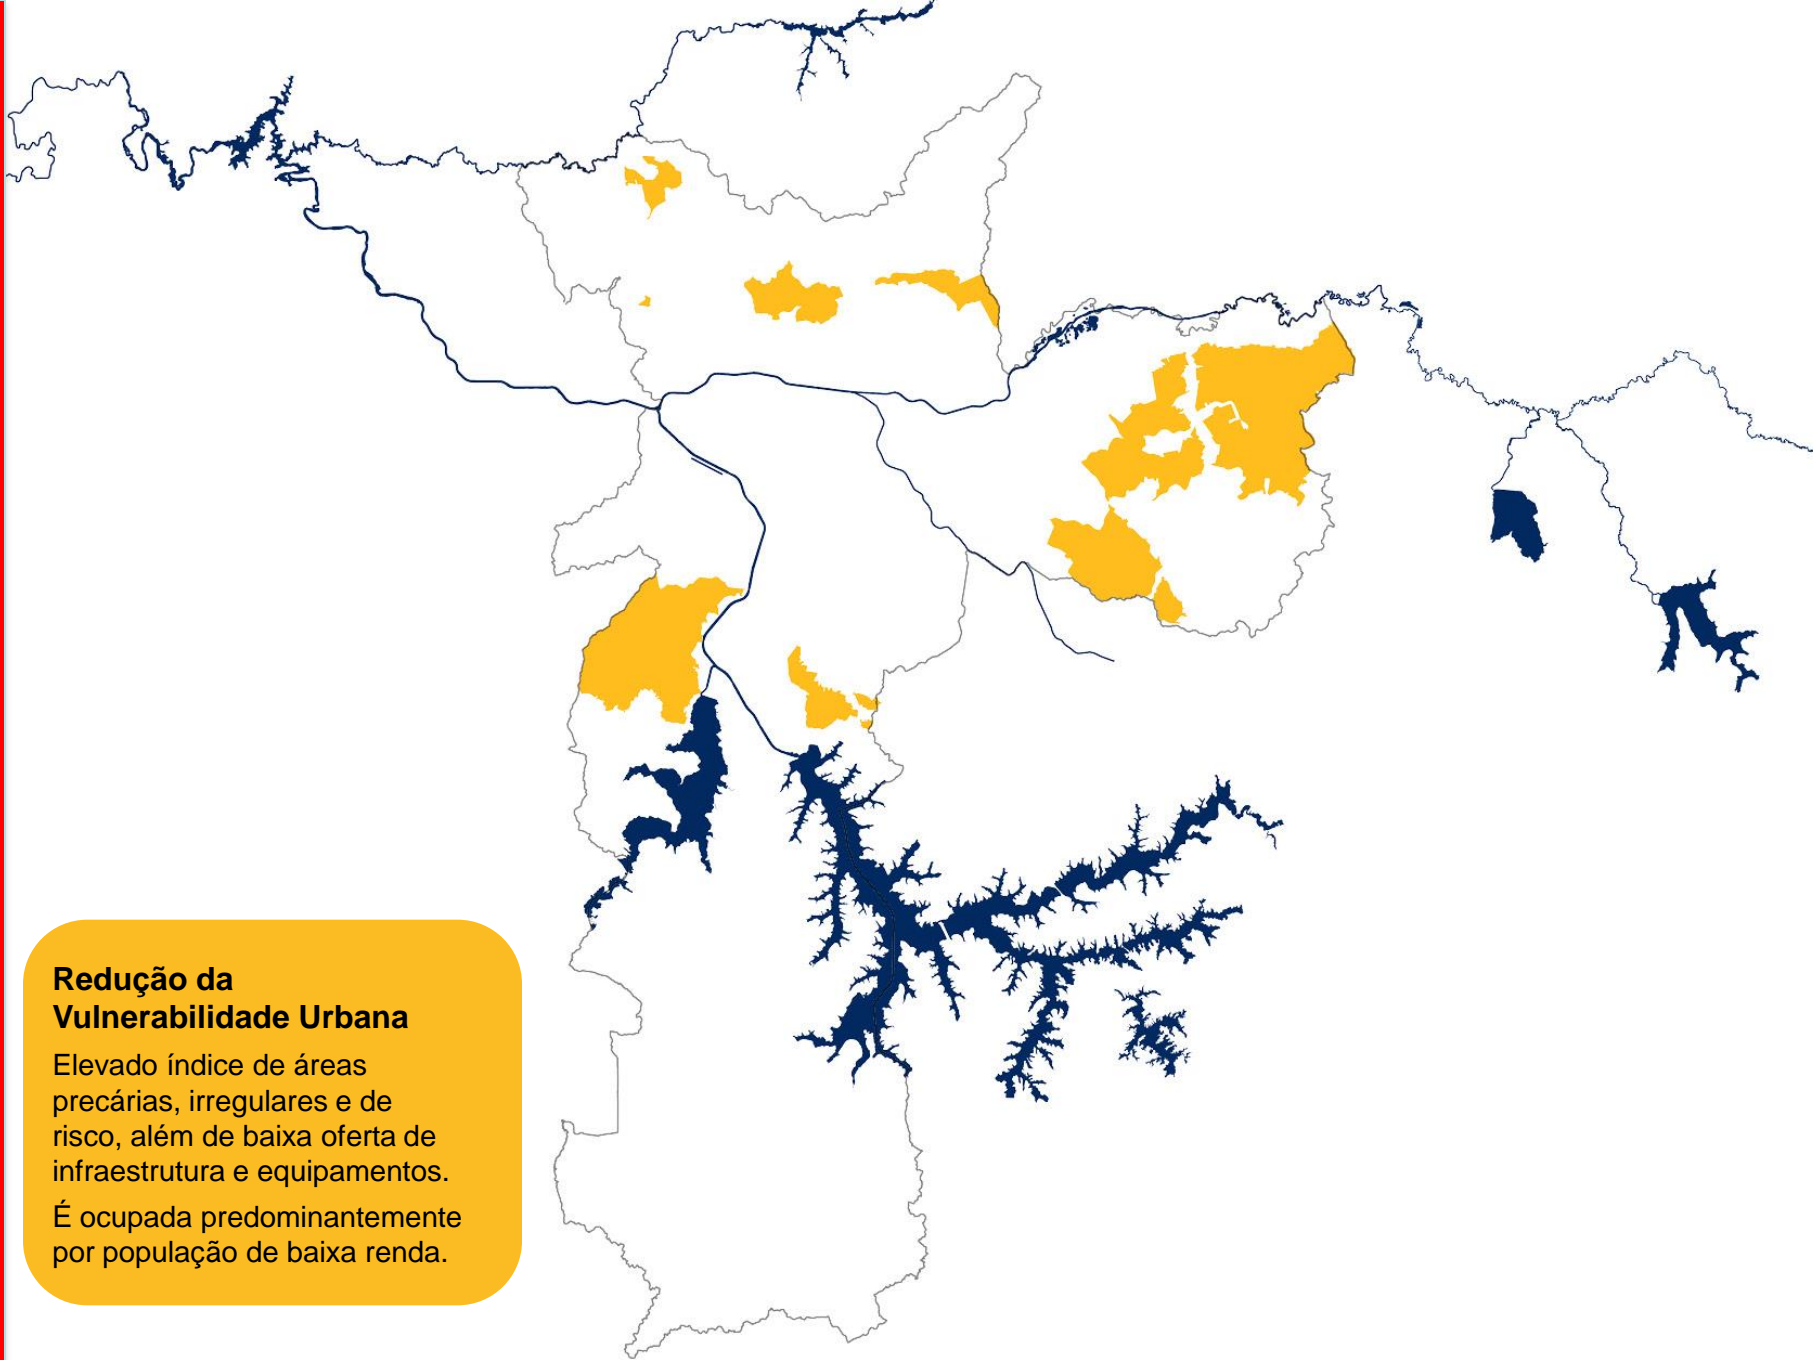 Redução da
Vulnerabilidade Urbana
Elevado índice de áreas
precárias, irregulares e de
risco, além de baixa oferta de
infraestrutura e equipamentos.
É ocupada predominantemente
por população de baixa renda.